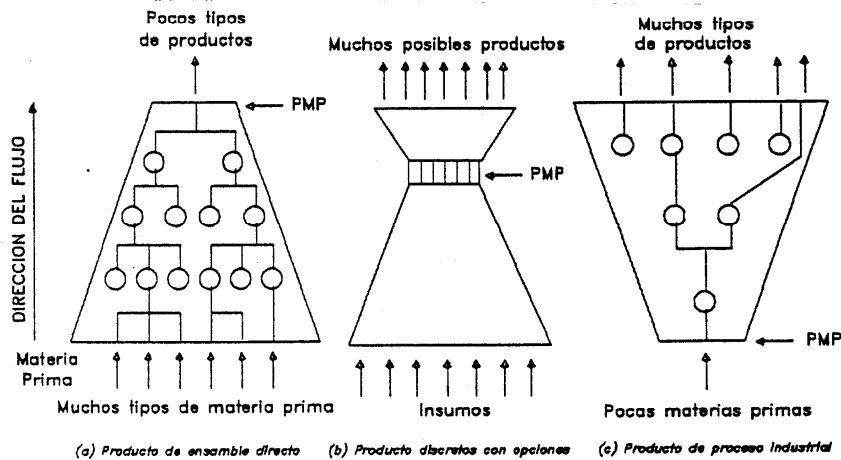 Pocos tipos
de productos
PMP
DIRECCION DEL FLUJO
Materia
Prima
Muchos tipos de materia prima
(a) Producto de ensamble directo
Muchos posibles productos
PMP
Insumos
(b) Producto discretos con opciones
Muchos tipos
de productos
PMP
Pocas materias primas
(c) Producto de proceso industrial